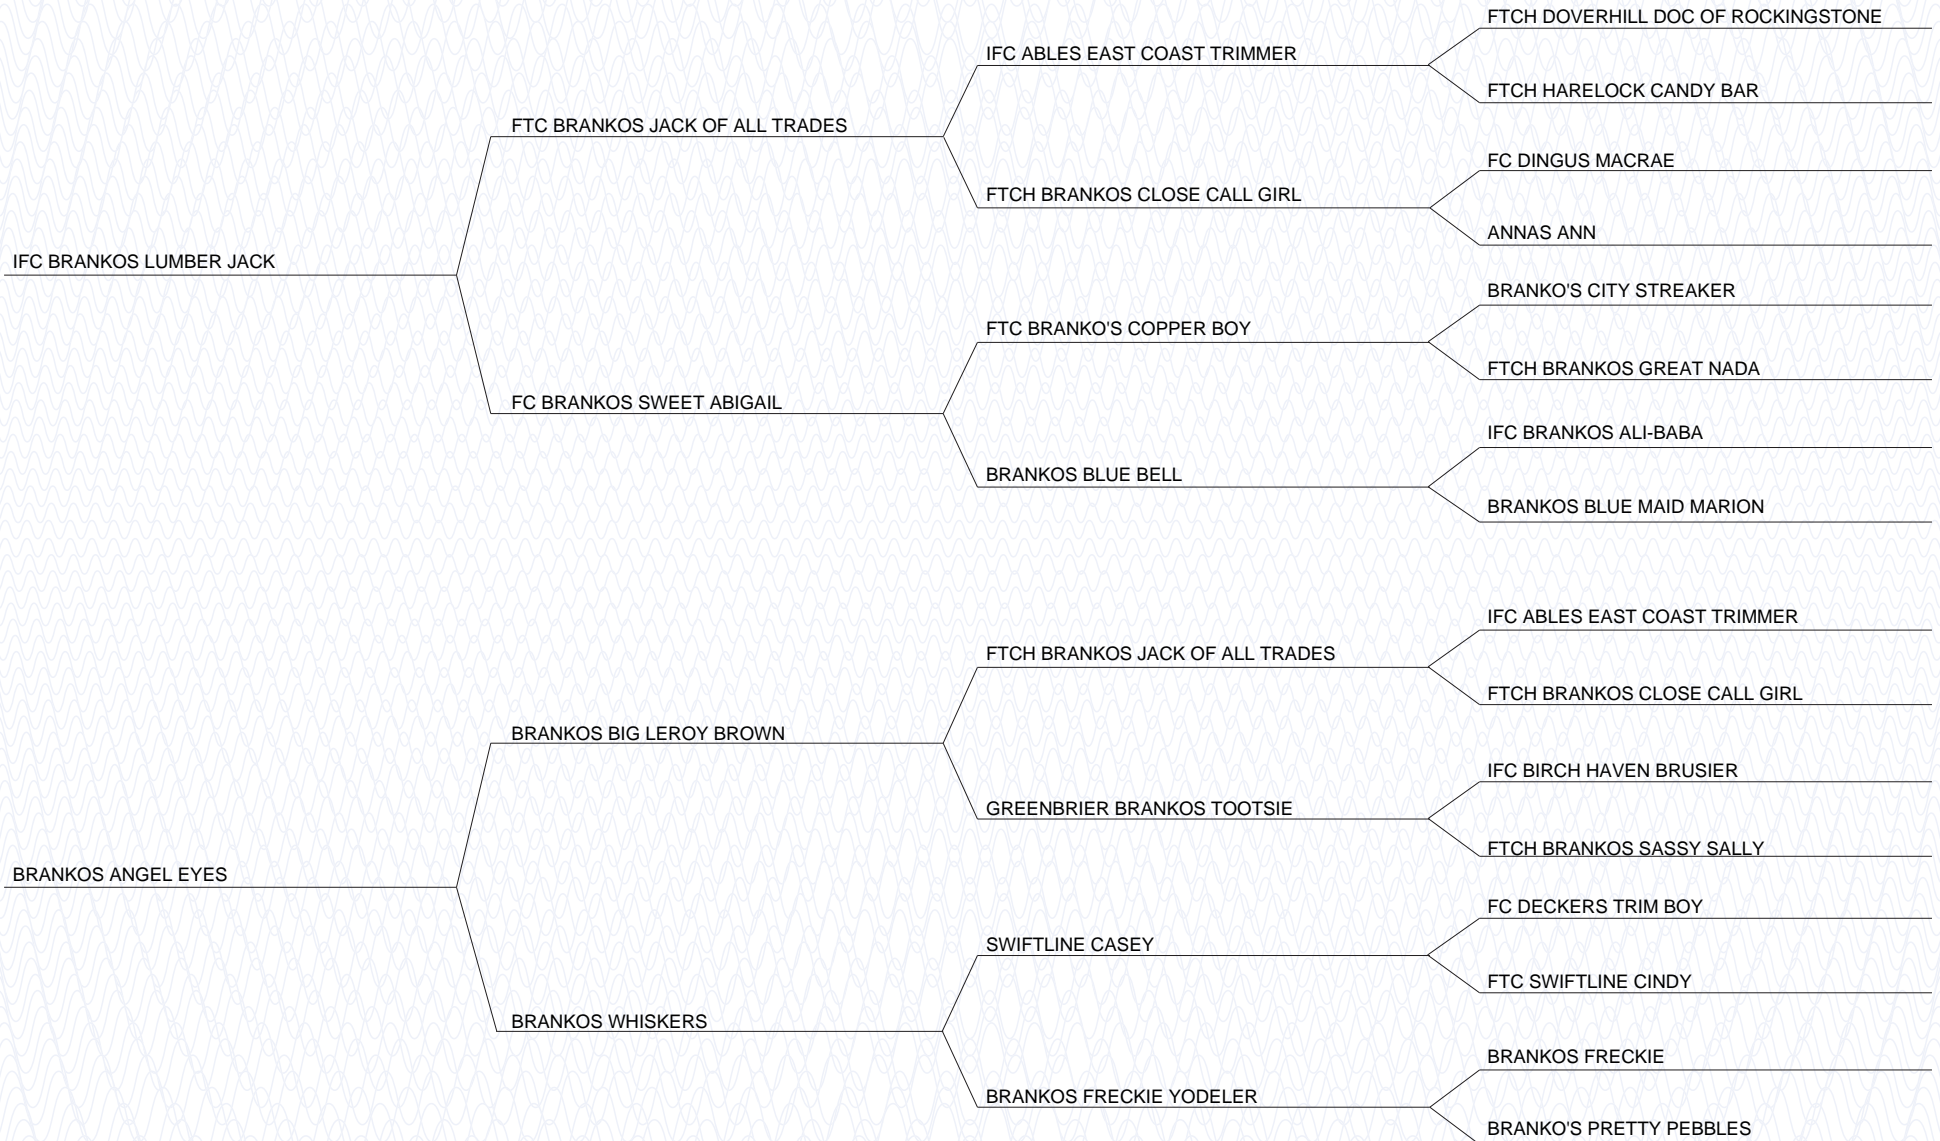 FTCH DOVERHILL DOC OF ROCKINGSTONE
IFC ABLES EAST COAST TRIMMER
FTCH HARELOCK CANDY BAR
FTC BRANKOS JACK OF ALL TRADES
FC DINGUS MACRAE
FTCH BRANKOS CLOSE CALL GIRL
ANNAS ANN
IFC BRANKOS LUMBER JACK
BRANKO'S CITY STREAKER
FTC BRANKO'S COPPER BOY
FTCH BRANKOS GREAT NADA
FC BRANKOS SWEET ABIGAIL
IFC BRANKOS ALI-BABA
BRANKOS BLUE BELL
BRANKOS BLUE MAID MARION
IFC ABLES EAST COAST TRIMMER
FTCH BRANKOS JACK OF ALL TRADES
FTCH BRANKOS CLOSE CALL GIRL
BRANKOS BIG LEROY BROWN
IFC BIRCH HAVEN BRUSIER
GREENBRIER BRANKOS TOOTSIE
FTCH BRANKOS SASSY SALLY
BRANKOS ANGEL EYES
FC DECKERS TRIM BOY
SWIFTLINE CASEY
FTC SWIFTLINE CINDY
BRANKOS WHISKERS
BRANKOS FRECKIE
BRANKOS FRECKIE YODELER
BRANKO'S PRETTY PEBBLES